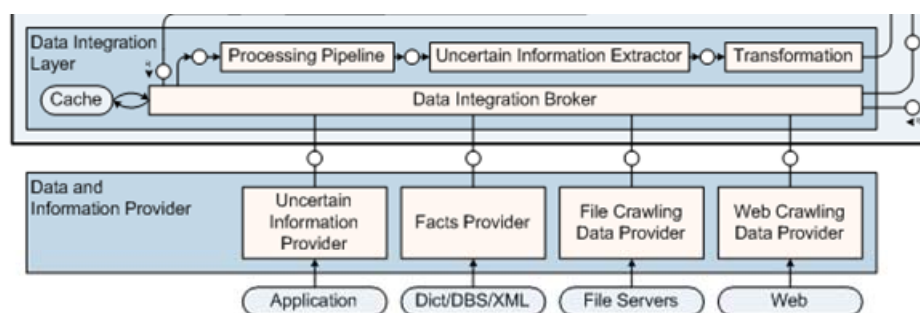 Data Integration
Layer
Processing Pipeline
Uncertain Information Extractor
Transformation
Cache
Data Integration Broker
Data and
Information Provider
Uncertain
Information
Provider
Facts Provider
File Crawling
Data Provider
Web Crawling
Data Provider
Application
Dict/DBS/XML
File Servers
Web